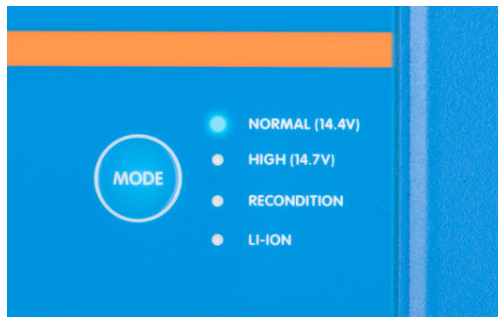 MODE
NORMAL (14.4V)
HIGH (14.7V)
RECONDITION
LI-ION